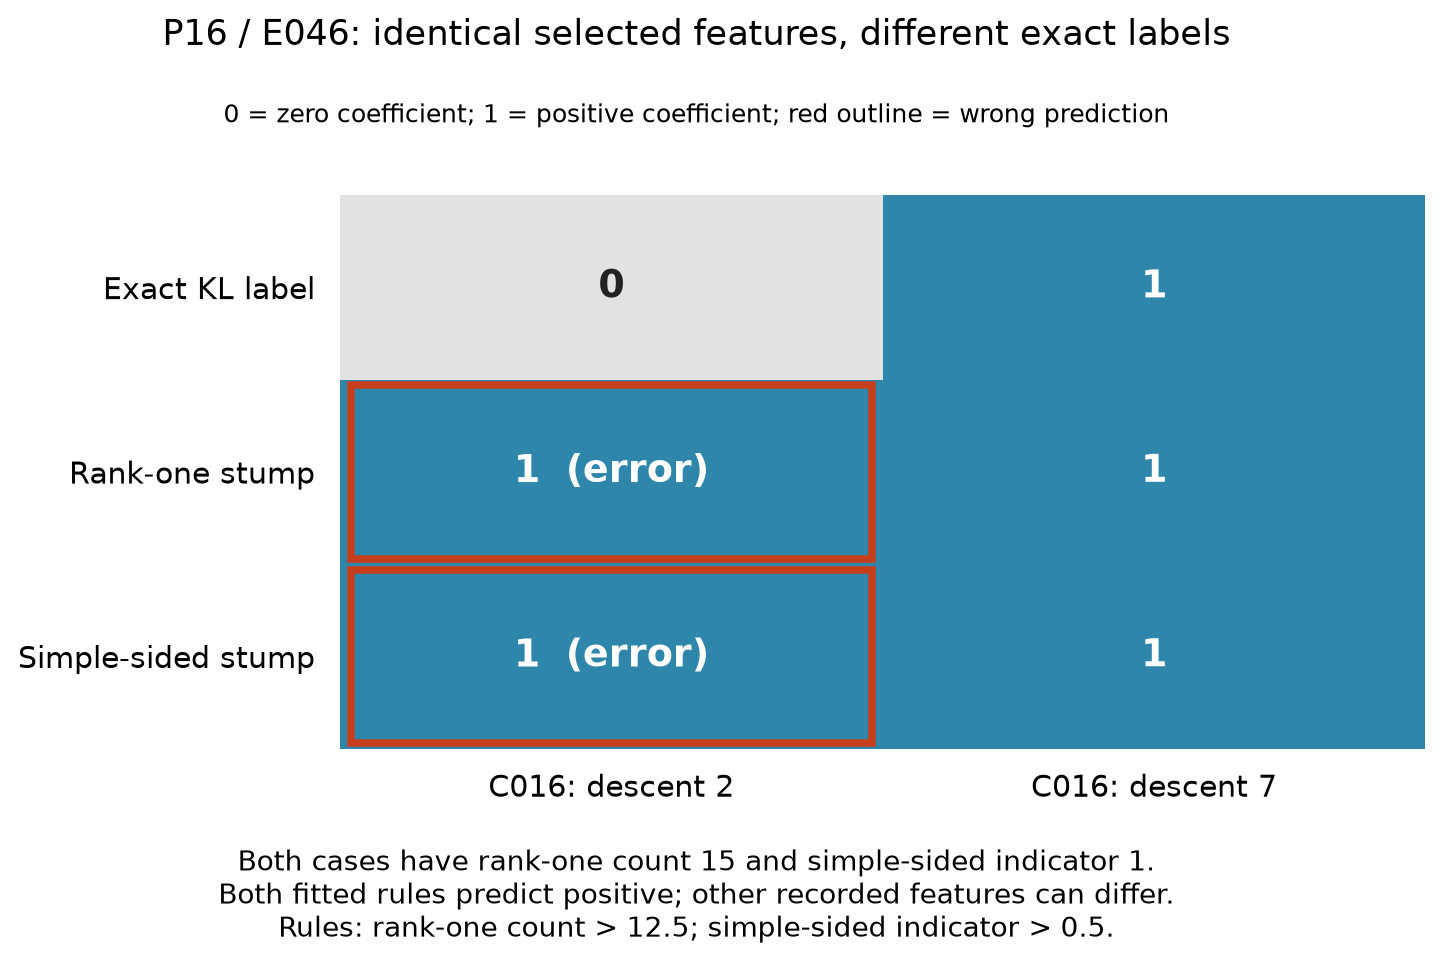 P16 / E046: identical selected features, different exact labels
0 = zero coefficient; 1 = positive coefficient; red outline = wrong prediction
Exact KL label
0
1
Rank-one stump
1 (error)
1
Simple-sided stump
1 (error)
1
C016: descent 2
C016: descent 7
Both cases have rank-one count 15 and simple-sided indicator 1.
Both fitted rules predict positive; other recorded features can differ.
Rules: rank-one count > 12.5; simple-sided indicator > 0.5.